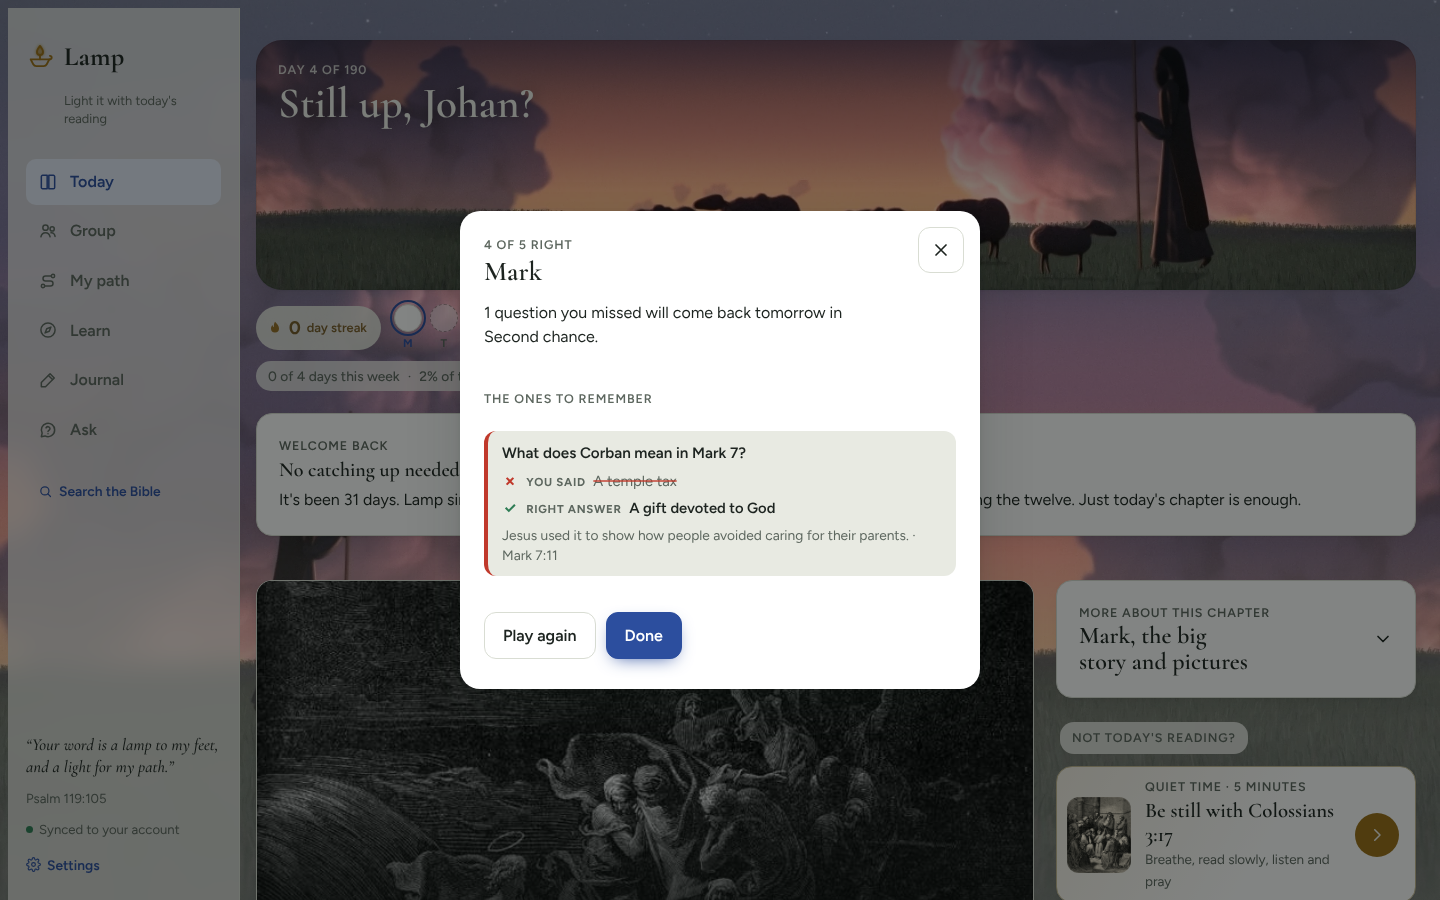 Lamp
Light it with today's
reading
Today
Group
My path
Learn
Journal
Ask
Search the Bible
“Your word is a lamp to my feet,
and a light for my path.”
Psalm 119:105
Synced to your account
Settings
DAY 4 OF 190
Still up, Johan?
0 day streak
M
T
0 of 4 days this week · 2% of
WELCOME BACK
No catching up needed
It's been 31 days. Lamp
ng the twelve. Just today's chapter is enough.
4 OF 5 RIGHT
Mark
1 question you missed will come back tomorrow in
Second chance.
THE ONES TO REMEMBER
What does Corban mean in Mark 7?
YOU SAID A temple tax
RIGHT ANSWER A gift devoted to God
Jesus used it to show how people avoided caring for their parents. ·
Mark 7:11
Play again
Done
MORE ABOUT THIS CHAPTER
Mark, the big
story and pictures
NOT TODAY'S READING?
QUIET TIME · 5 MINUTES
Be still with Colossians
3:17
Breathe, read slowly, listen and
pray